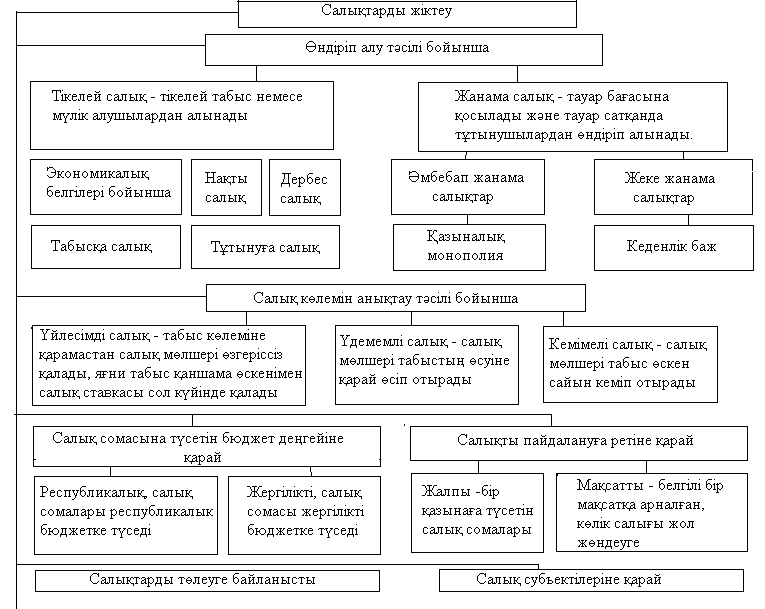 Салықтарды жіктеу
Өндіріп алу тәсілі бойынша
Тікелей салық - тікелей табыс немесе
мүлік алушылардан алынады
Жанама салық - тауар бағасына
қосылады және тауар сатқанда
тұтынушылардан өндіріп алынады.
Экономикалық
белгілері бойынша
Нақты
салық
Дербес
салық
Әмбебап жанама
салықтар
Жеке жанама
салықтар
Табысқа салық
Тұтынуға салық
Қазыналық
монополия
Кеденлік баж
Салық көлемін анықтау тәсілі бойынша
Үйлесімді салық - табыс көлеміне
қарамастан салық мөлшері өзгеріссіз
қалады, яғни табыс қаншама өскенімен
салық ставкасы сол күйінде қалады
Үдемемлі салық - салық
мөлшері табыстың өсуіне
қарай өсіп отырады
Кемімелі салық - салық
мөлшері табыс өскен
сайын кеміп отырады
Салық сомасына түсетін бюджет деңгейіне
қарай
Салықты пайдалануға ретіне қарай
Республикалық, салық
сомалары республикалық
бюджетке түседі
Жергілікті, салық
сомасы жергілікті
бюджетке түседі
Жалпы -бір
қазынаға түсетін
салық сомалары
Мақсатты - белгілі бір
мақсатқа арналған,
көлік салығы жол
жөндеуге
Салықтарды төлеуге байланысты
Салық субъектілеріне қарай